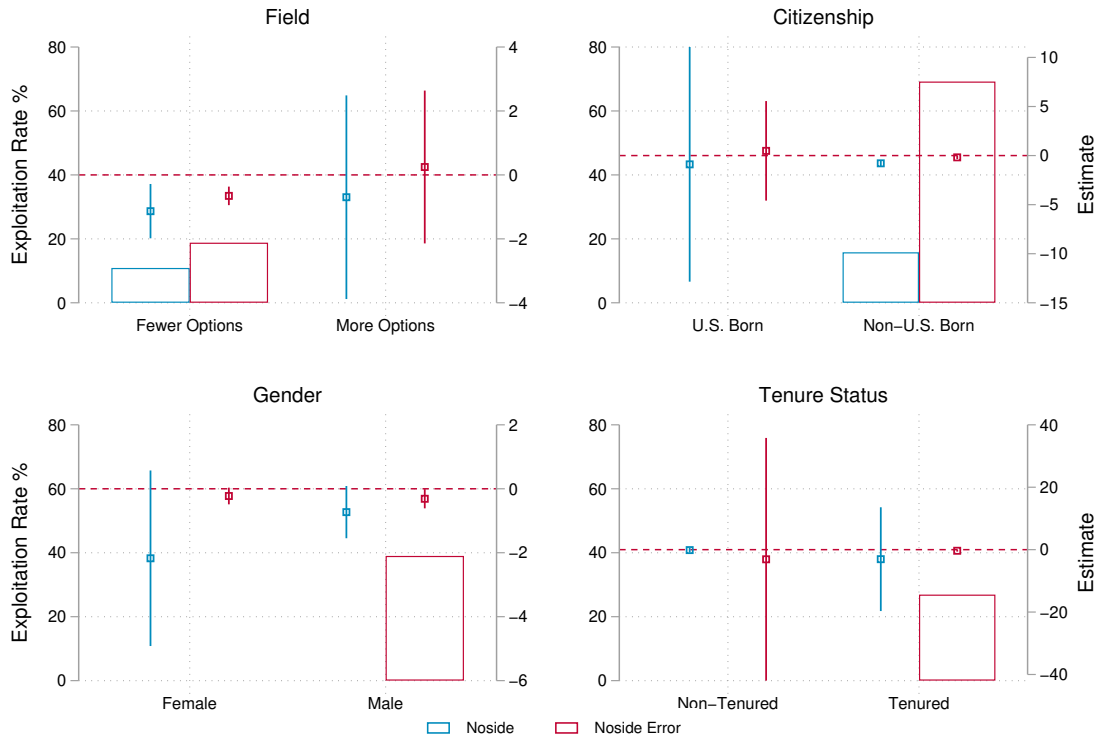 Field
Citizenship
Exploitation Rate %
80
60
40
20
0
4
2
0
−2
−4
Fewer Options
More Options
80
60
40
20
0
10
5
0
−5
−10
−15
Estimate
U.S. Born
Non−U.S. Born
Gender
Tenure Status
Exploitation Rate %
80
60
40
20
0
2
0
−2
−4
−6
Female
Male
80
60
40
20
0
40
20
0
−20
−40
Estimate
Non−Tenured
Tenured
Noside
Noside Error